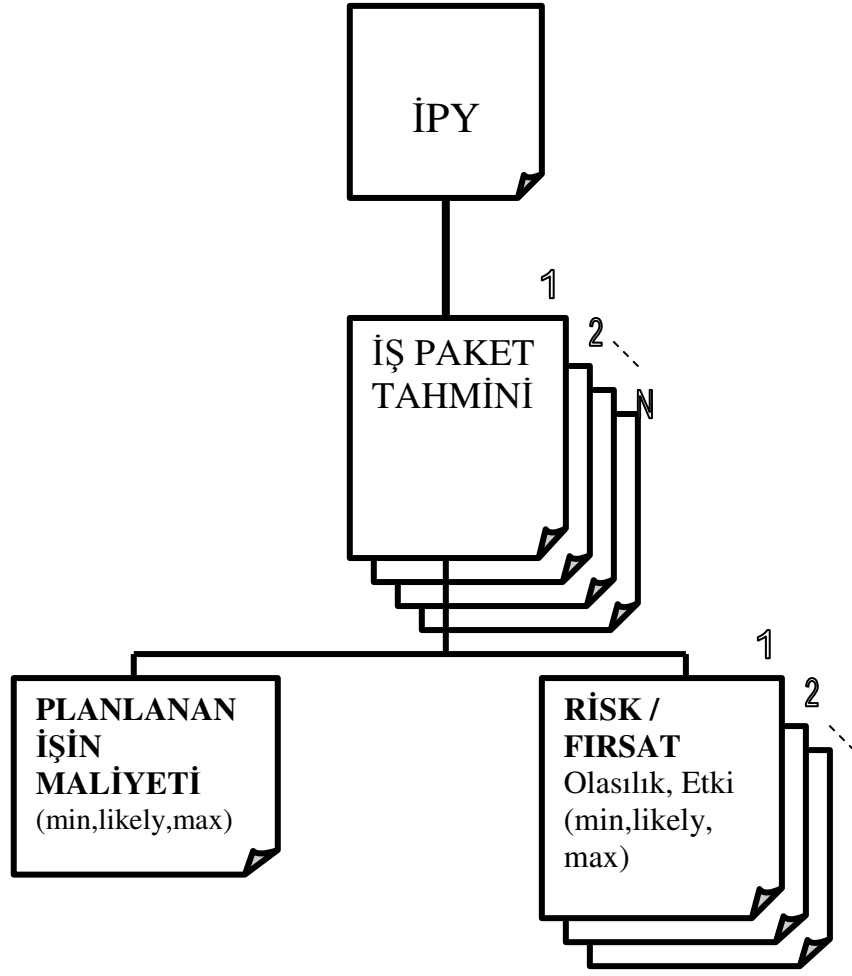 İPY
1
2
N
İŞ PAKET
TAHMİNİ
PLANLANAN
İŞİN
MALİYETİ
(min,likely,max)
1
2
RİSK /
FIRSAT
Olasılık, Etki
(min,likely,
max)